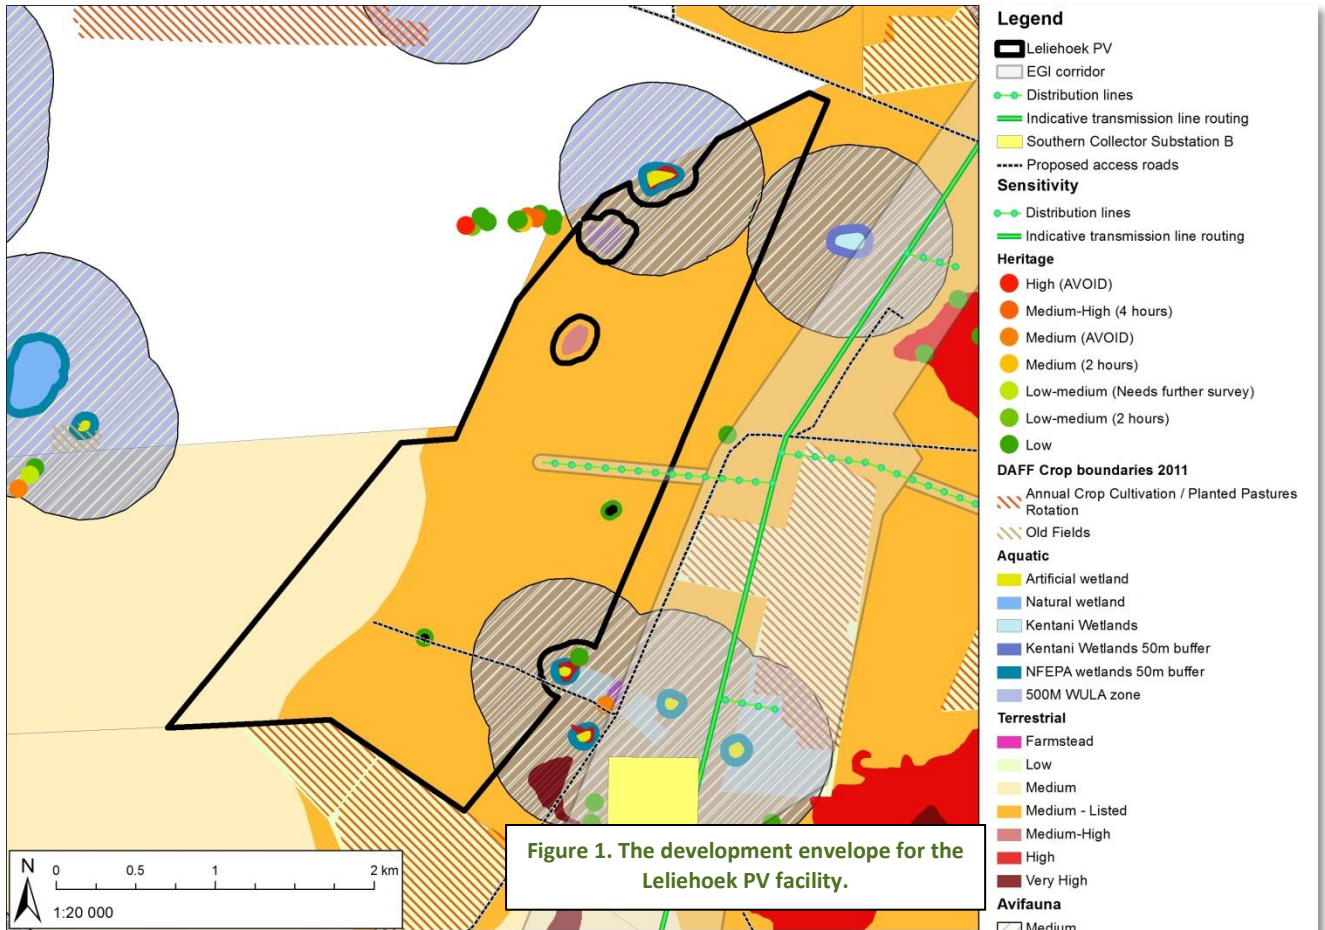 Legend
Leliehoek PV
EGI corridor
Distribution lines
Indicative transmission line routing
Southern Collector Substation B
Proposed access roads
Sensitivity
Distribution lines
Indicative transmission line routing
Heritage
High (AVOID)
Medium-High (4 hours)
Medium (AVOID)
Medium (2 hours)
Low-medium (Needs further survey)
Low-medium (2 hours)
Low
DAFF Crop boundaries 2011
Annual Crop Cultivation / Planted Pastures
Rotation
Old Fields
Aquatic
Artificial wetland
Natural wetland
Kentani Wetlands
Kentani Wetlands 50m buffer
NFEPA wetlands 50m buffer
500M WULA zone
Terrestrial
Farmstead
Low
Medium
Medium - Listed
Medium-High
High
Very High
Avifauna
Medium
N
0 0.5 1 2 km
1:20 000
Figure 1. The development envelope for the
Leliehoek PV facility.